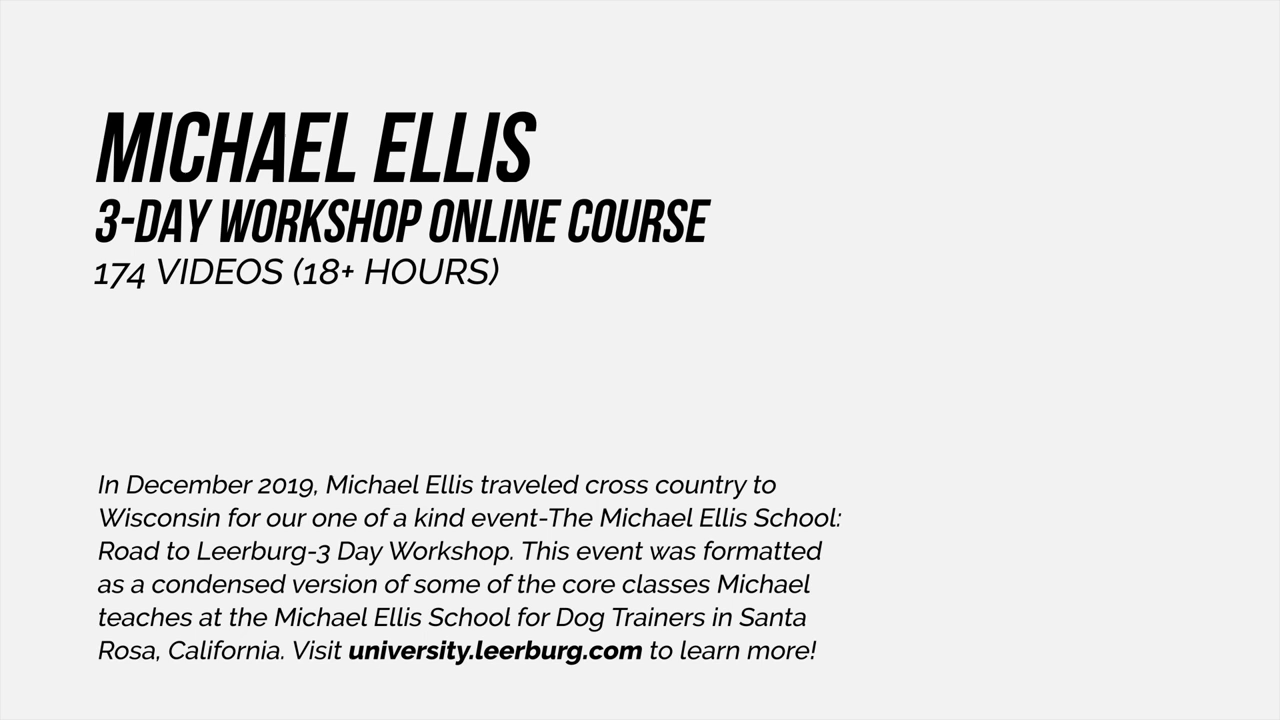 MICHAEL ELLIS
3-DAY WORKSHOP ONLINE COURSE
174 VIDEOS (18+ HOURS)
In December 2019, Michael Ellis traveled cross country to
Wisconsin for our one of a kind event-The Michael Ellis School:
Road to Leerburg-3 Day Workshop. This event was formatted
as a condensed version of some of the core classes Michael
teaches at the Michael Ellis School for Dog Trainers in Santa
Rosa, California. Visit university.leerburg.com to learn more!